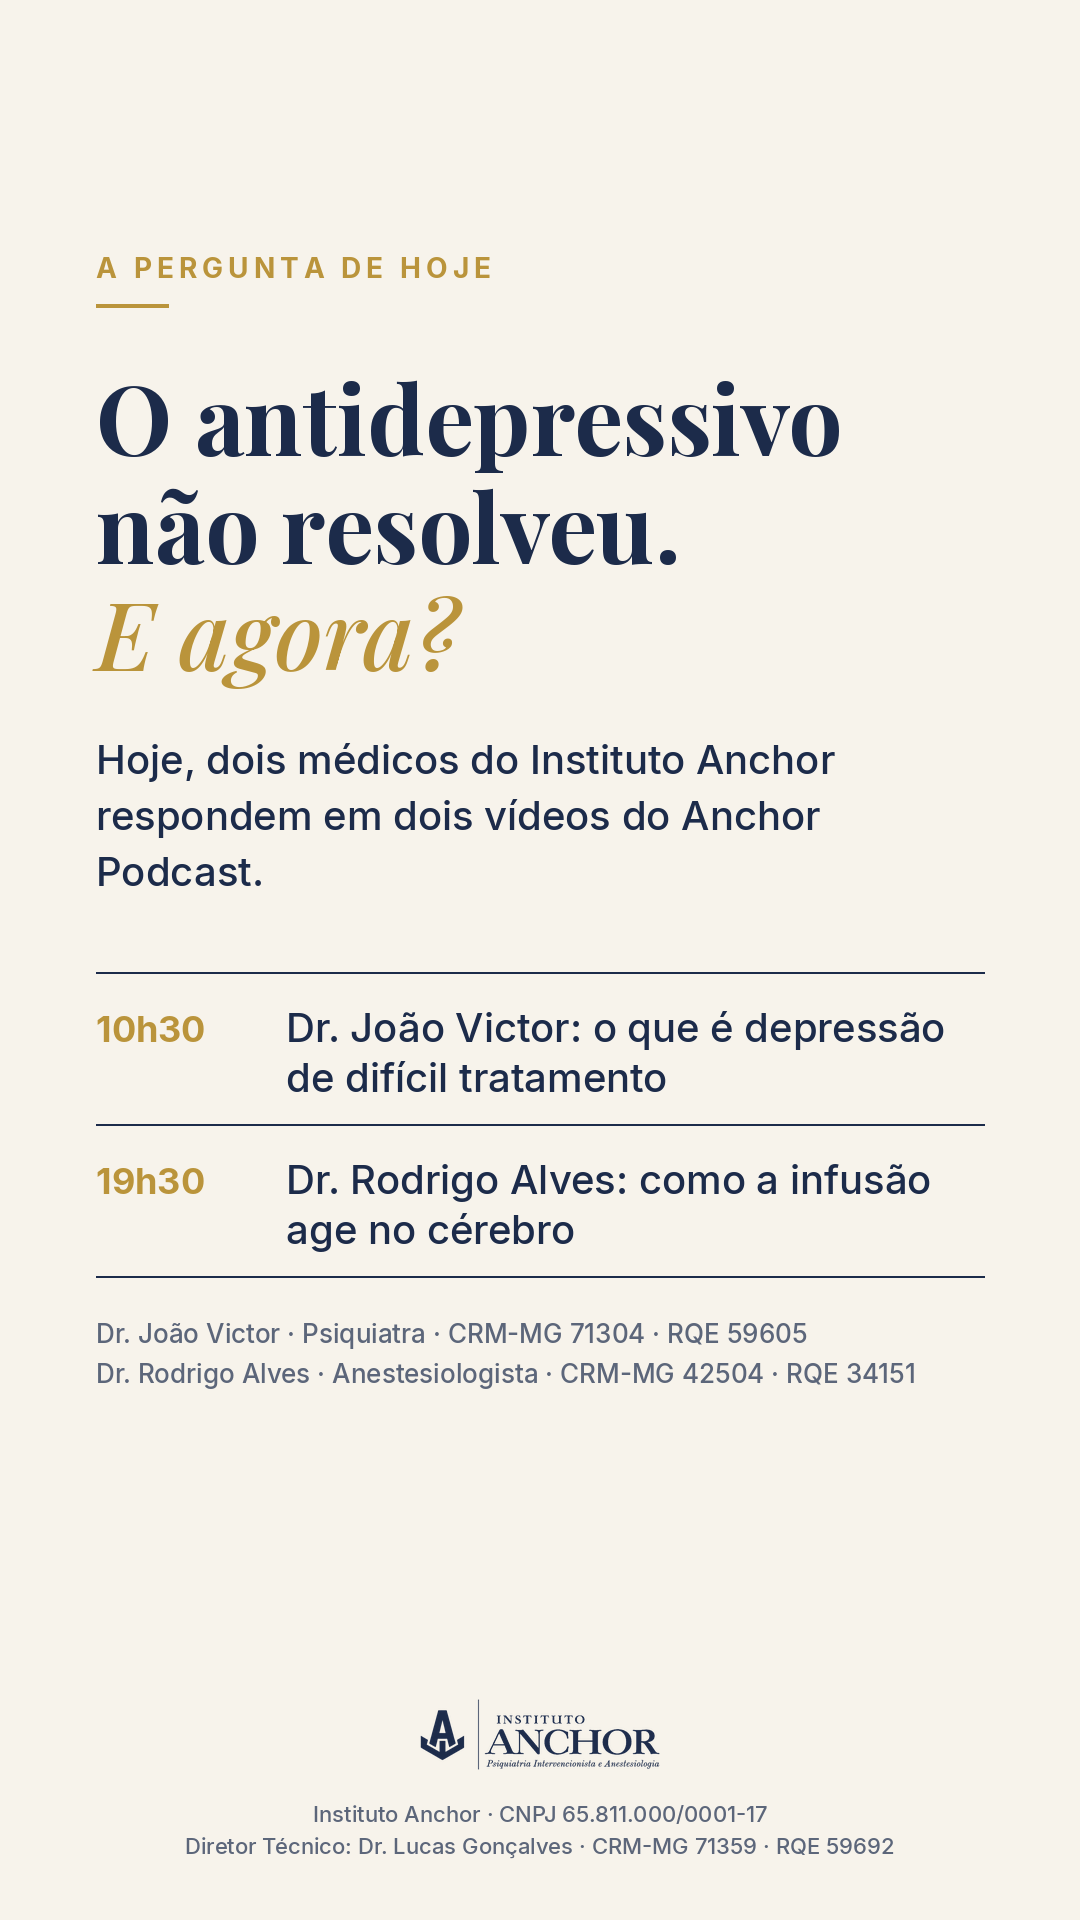 A PERGUNTA DE HOJE
O antidepressivo
não resolveu.
E agora?
Hoje, dois médicos do Instituto Anchor
respondem em dois vídeos do Anchor
Podcast.
10h30 Dr. João Victor: o que é depressão
de difícil tratamento
19h30 Dr. Rodrigo Alves: como a infusão
age no cérebro
Dr. João Victor · Psiquiatra · CRM-MG 71304 · RQE 59605
Dr. Rodrigo Alves · Anestesiologista · CRM-MG 42504 · RQE 34151
INSTITUTO
ANCHOR
Psiquiatria Intervencionista e Anestesiologia
Instituto Anchor · CNPJ 65.811.000/0001-17
Diretor Técnico: Dr. Lucas Gonçalves · CRM-MG 71359 · RQE 59692